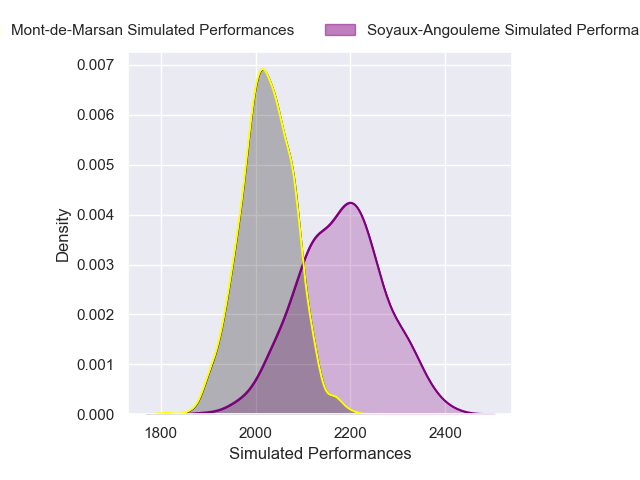 Mont-de-Marsan Simulated Performances
Soyaux-Angouleme Simulated Performa
0.007
0.006
0.005
0.004
0.003
0.002
0.001
0.000
Density
1800 2000 2200 2400
Simulated Performances